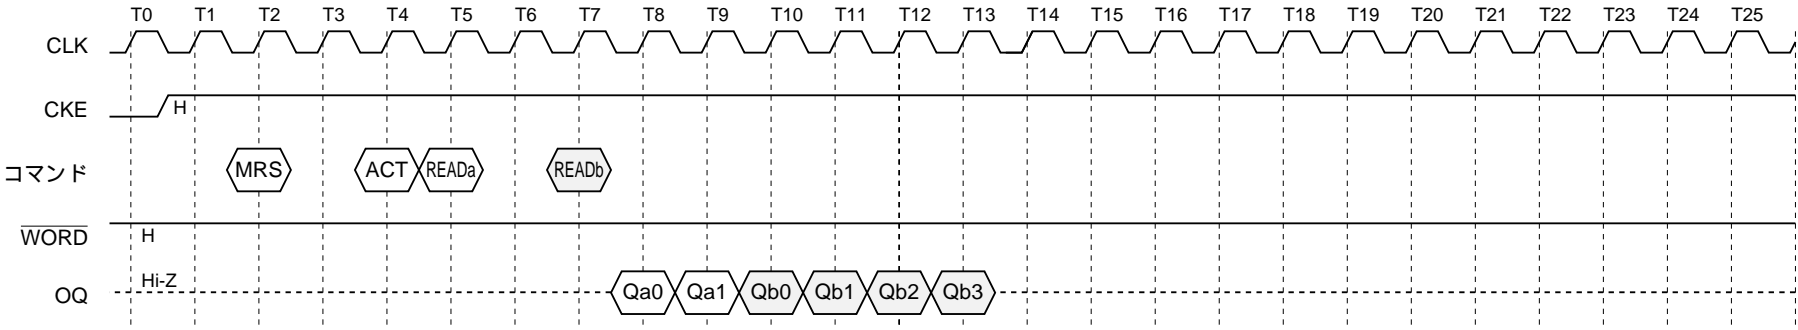 T0 T1 T2 T3 T4 T5 T6 T7 T8 T9 T10 T11 T12 T13 T14 T15 T16 T17 T18 T19 T20 T21 T22 T23 T24 T25
CLK
CKE H
コマンド MRS ACT READa READb
WORD H
OQ Hi-Z Qa0 Qa1 Qb0 Qb1 Qb2 Qb3